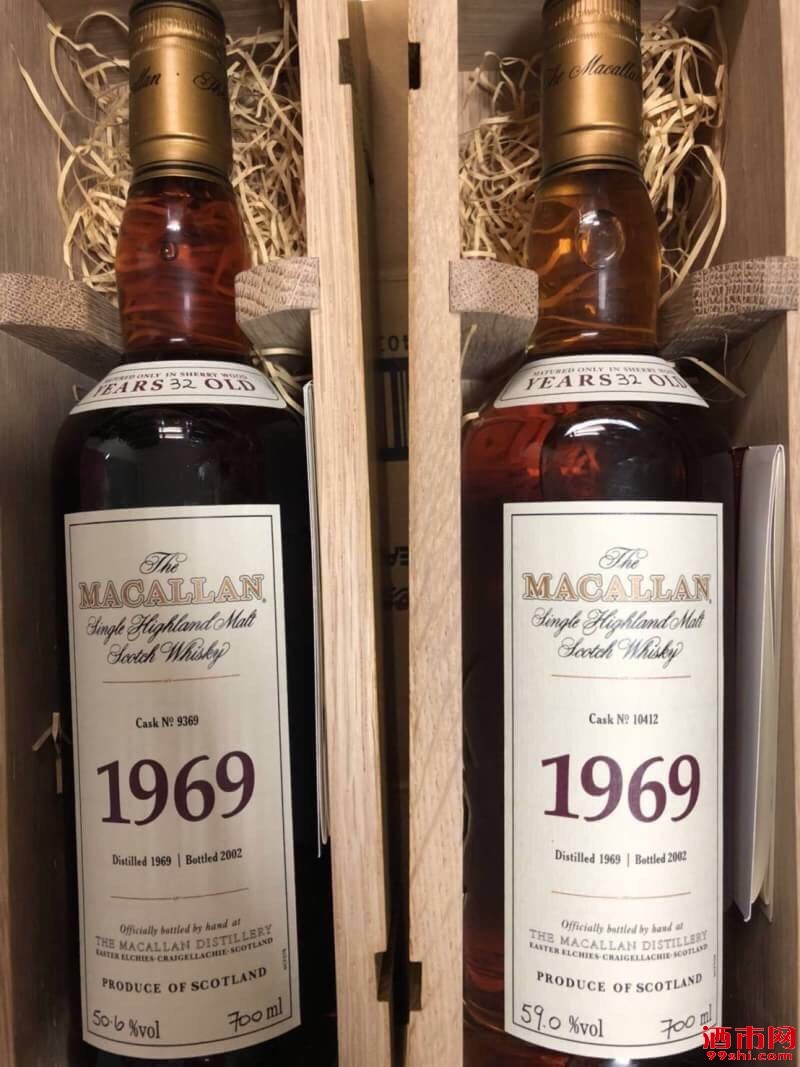 The Macallan
MATURED ONLY IN SHERRY WOOD
YEARS 32 OLD
The
MACALLAN
Single Highland Malt
Scotch Whisky
Cask Nº 9369
1969
Distilled 1969 | Bottled 2002
Officially bottled by hand at
THE MACALLAN DISTILLERY
EASTER ELCHIES·CRAIGELLACHIE·SCOTLAND
PRODUCE OF SCOTLAND
50.6 %vol 700 ml
The Macallan
MATURED ONLY IN SHERRY WOOD
YEARS 32 OLD
The
MACALLAN
Single Highland Malt
Scotch Whisky
Cask Nº 10412
1969
Distilled 1969 | Bottled 2002
Officially bottled by hand at
THE MACALLAN DISTILLERY
EASTER ELCHIES·CRAIGELLACHIE·SCOTLAND
PRODUCE OF SCOTLAND
59.0 %vol 700 ml
酒市网
99shi.com